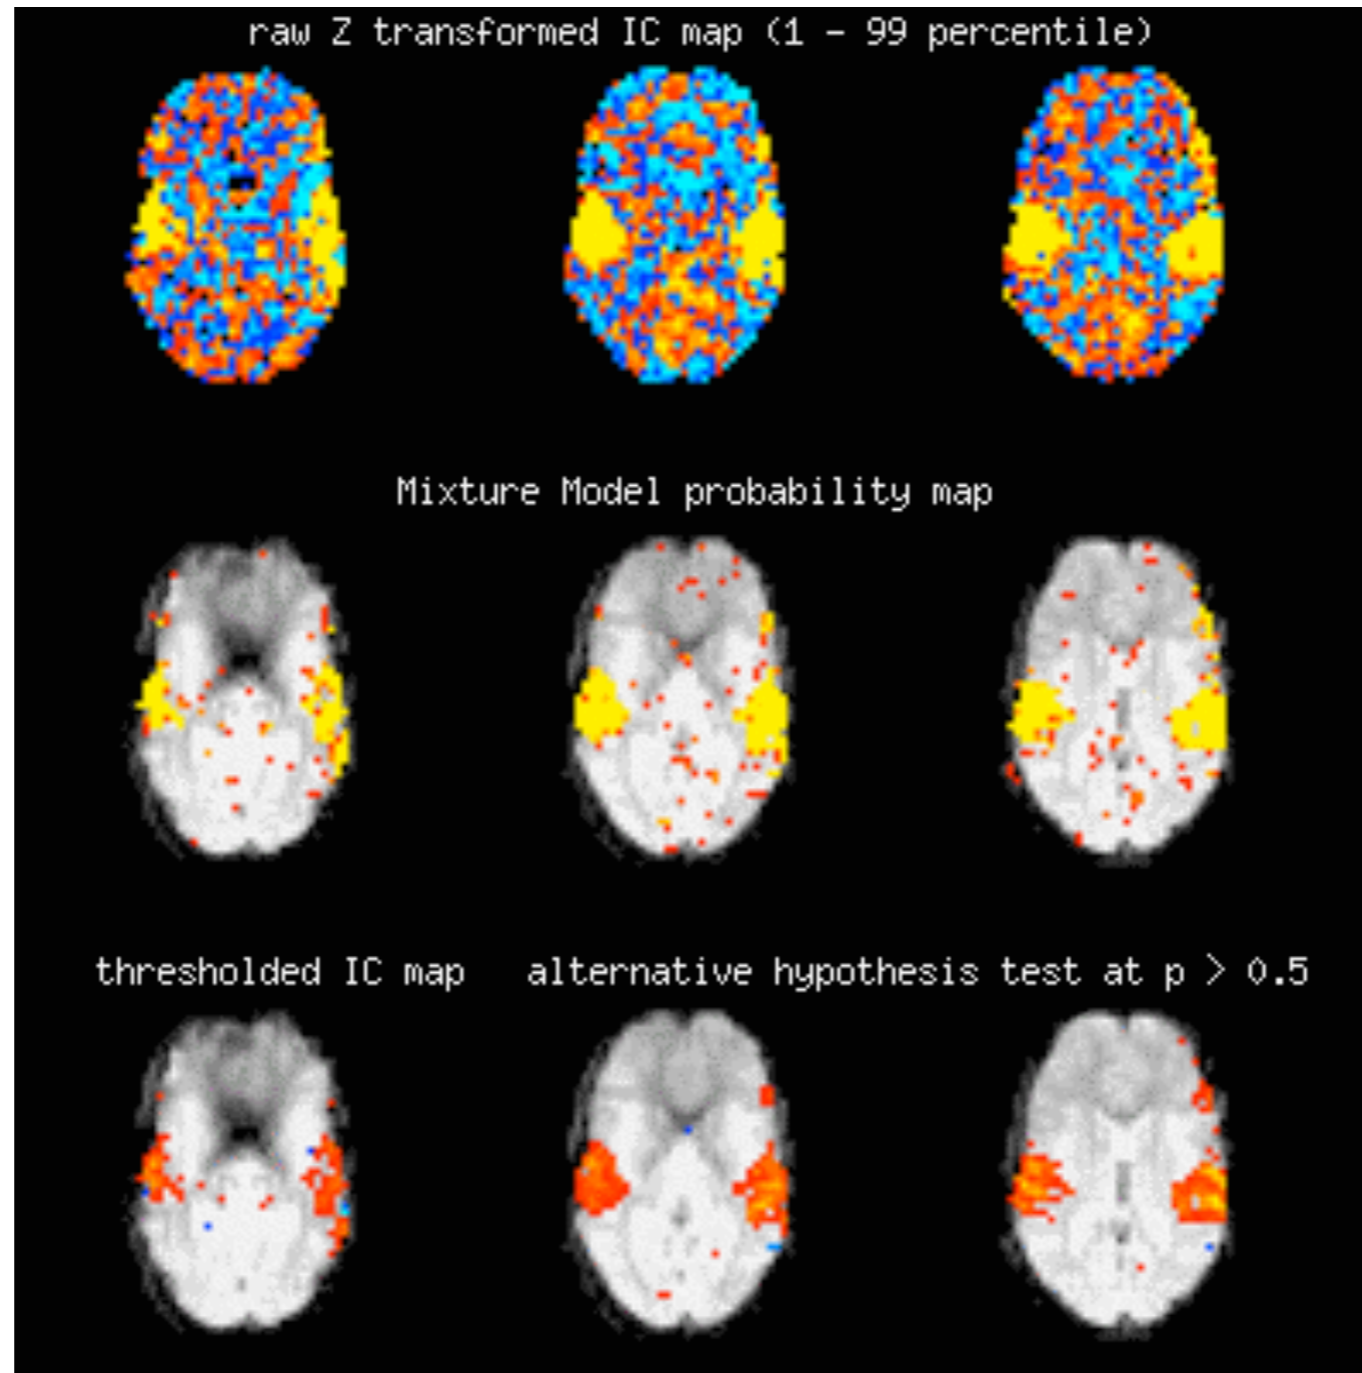 raw Z transformed IC map (1 - 99 percentile)
Mixture Model probability map
thresholded IC map alternative hypothesis test at p > 0.5